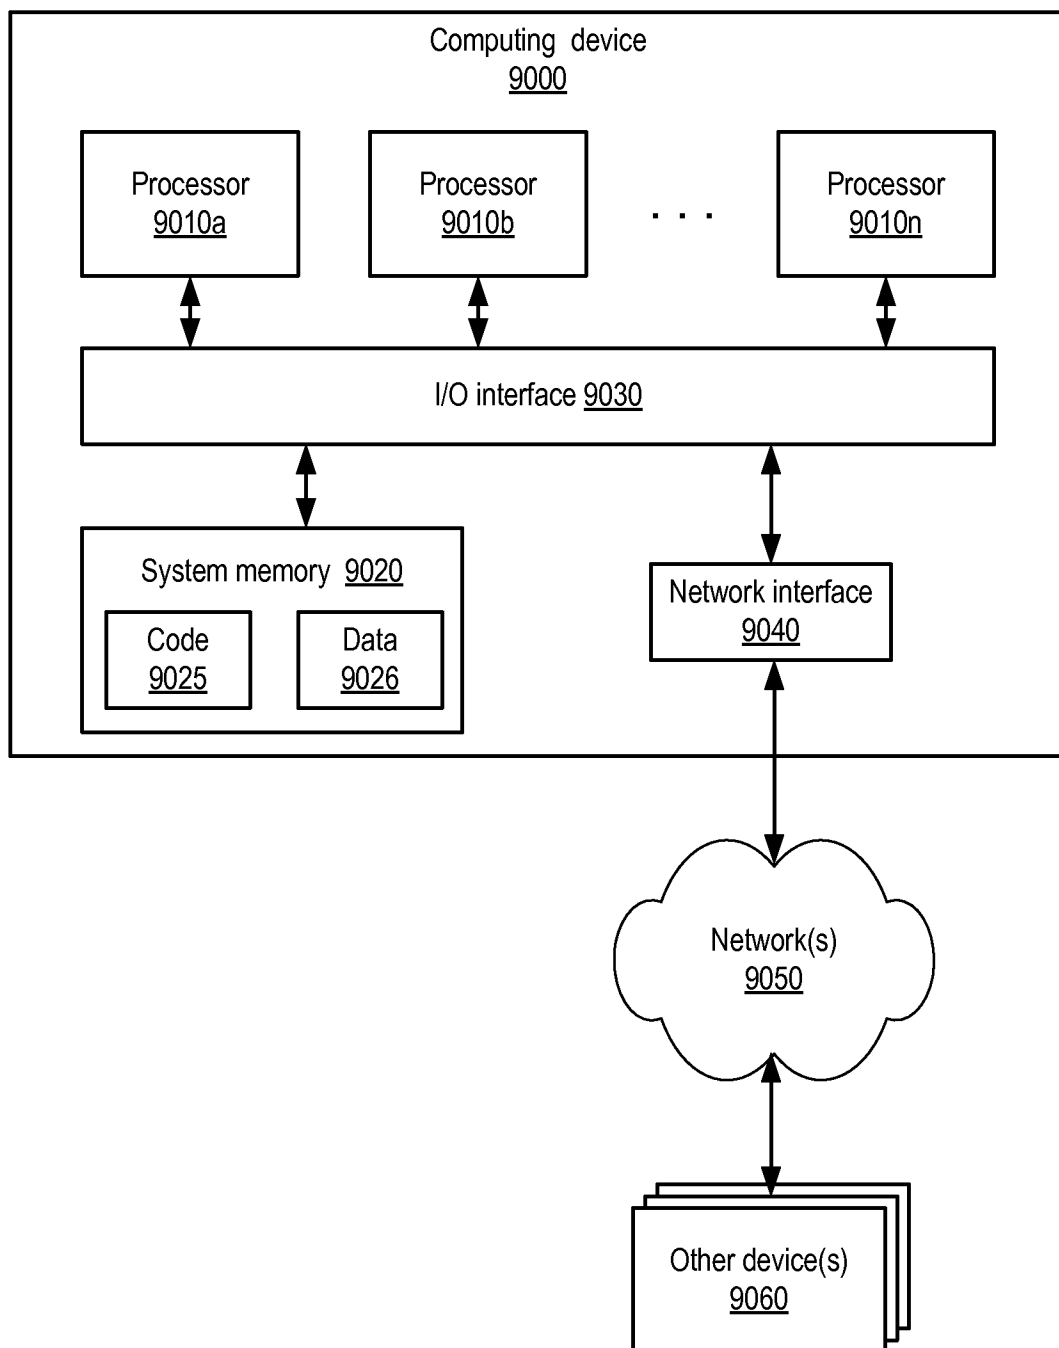 Computing device
9000
Processor
9010a
Processor
9010b
. . .
Processor
9010n
I/O interface 9030
System memory 9020
Code
9025
Data
9026
Network interface
9040
Network(s)
9050
Other device(s)
9060